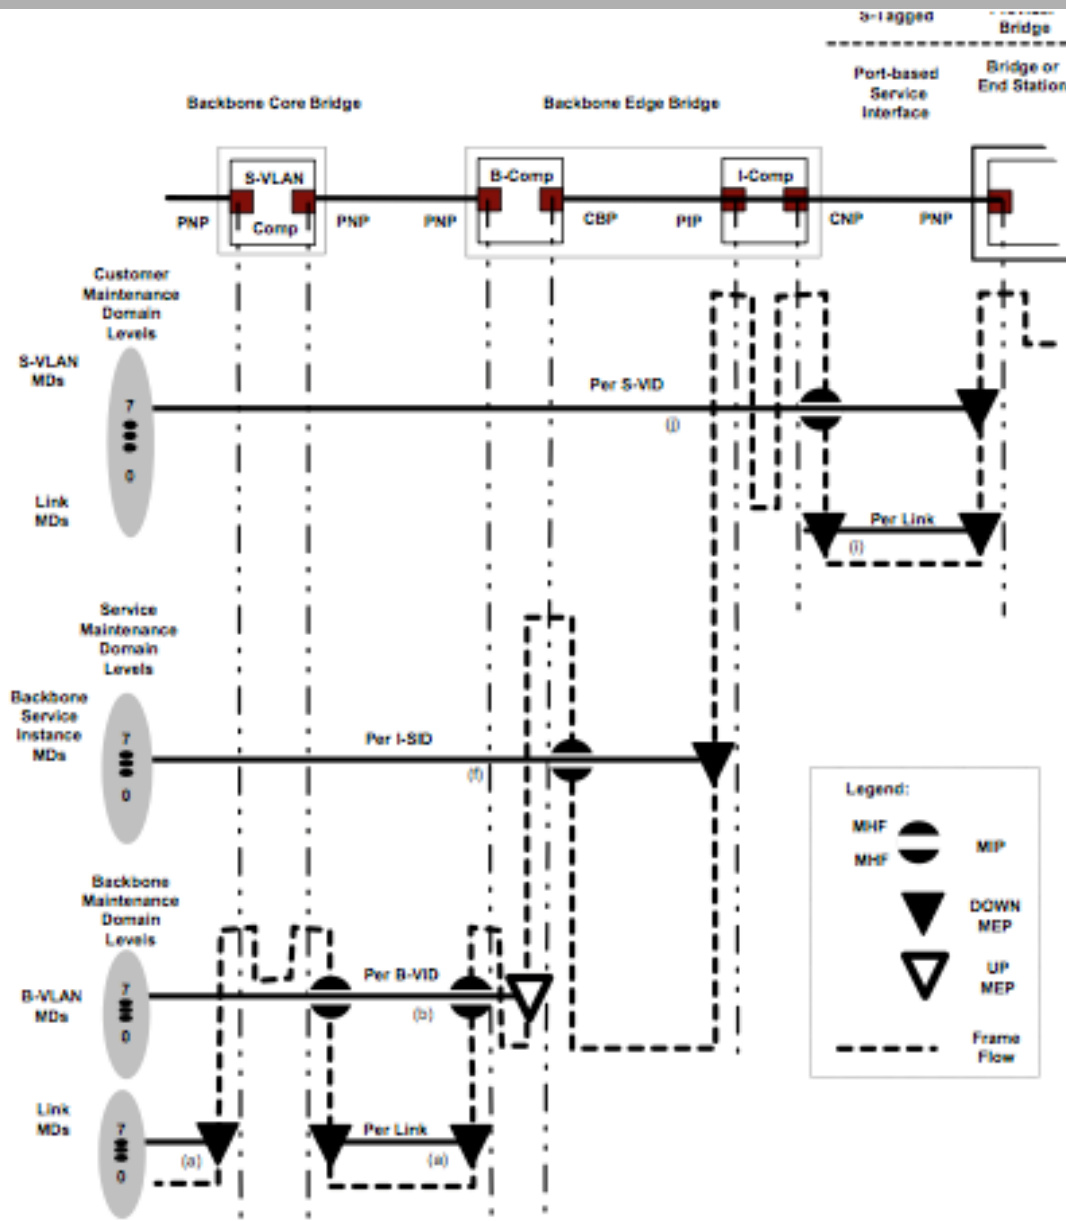 S-Tagged
Bridge
Port-based
Service
Interface
Bridge or
End Station
Backbone Core Bridge
Backbone Edge Bridge
S-VLAN
Comp
B-Comp
I-Comp
PNP
PNP
PNP
CBP
PIP
CNP
PNP
Customer
Maintenance
Domain
Levels
S-VLAN
MDs
7
0
Per S-VID
(j)
Link
MDs
Per Link
(i)
Service
Maintenance
Domain
Levels
Backbone
Service
Instance
MDs
7
0
Per I-SID
(f)
Backbone
Maintenance
Domain
Levels
B-VLAN
MDs
7
0
Per B-VID
(b)
Link
MDs
7
0
(a)
Per Link
(a)
Legend:
MHF
MHF
MIP
DOWN
MEP
UP
MEP
Frame
Flow